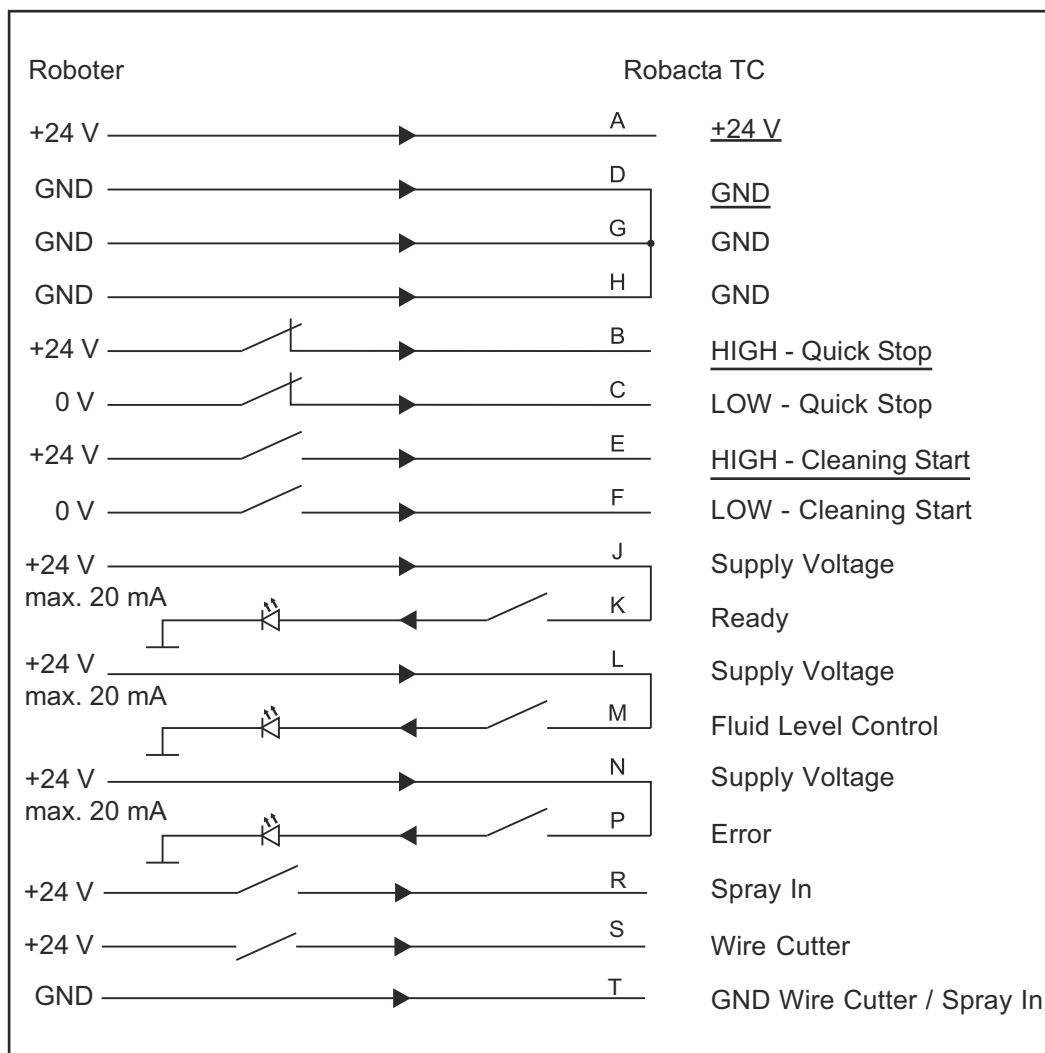 Roboter Robacta TC
+24 V A +24 V
GND D GND
GND G GND
GND H GND
+24 V B HIGH - Quick Stop
0 V C LOW - Quick Stop
+24 V E HIGH - Cleaning Start
0 V F LOW - Cleaning Start
+24 V J Supply Voltage
max. 20 mA K Ready
+24 V L Supply Voltage
max. 20 mA M Fluid Level Control
+24 V N Supply Voltage
max. 20 mA P Error
+24 V R Spray In
+24 V S Wire Cutter
GND T GND Wire Cutter / Spray In